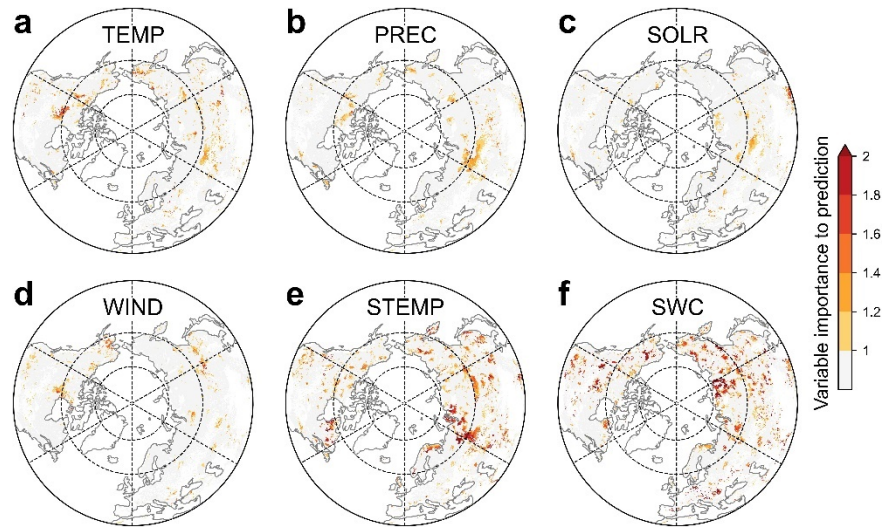 a TEMP
b PREC
c SOLR
d WIND
e STEMP
f SWC
Variable importance to prediction
2
1.8
1.6
1.4
1.2
1